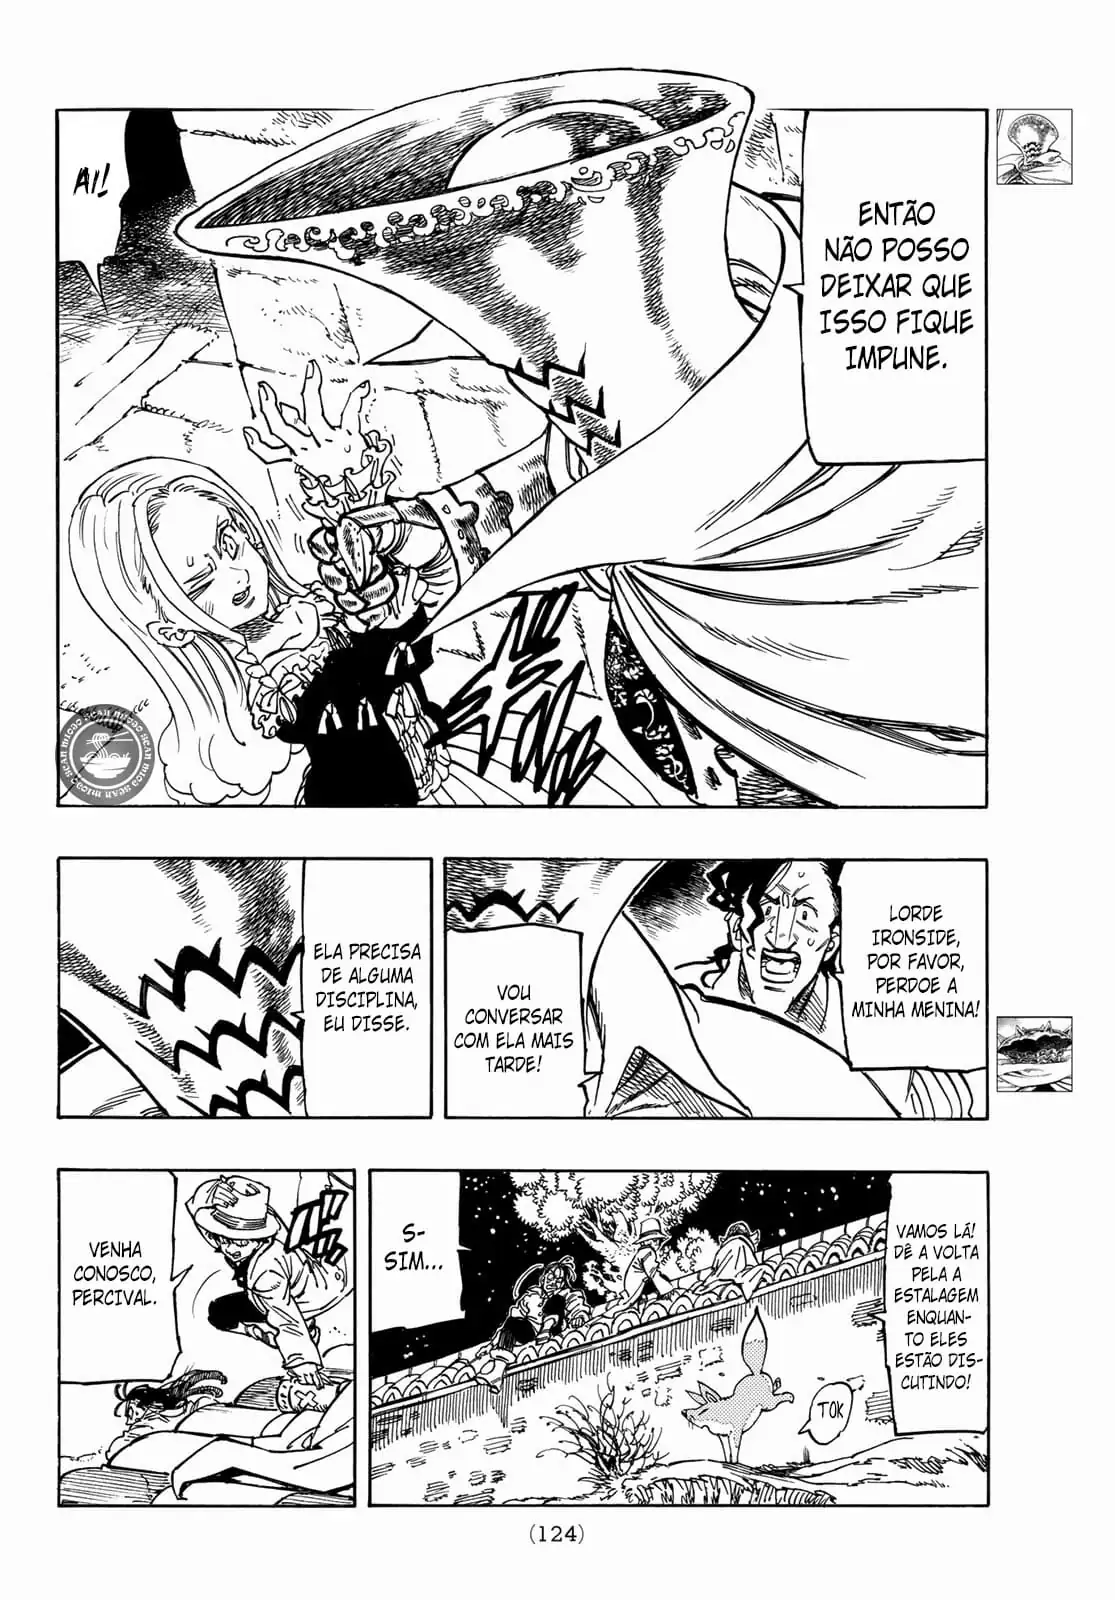 ENTÃO
NÃO POSSO
DEIXAR QUE
ISSO FIQUE
IMPUNE.
AI!
LORDE
IRONSIDE,
POR FAVOR,
PERDOE A
MINHA MENINA!
VOU
CONVERSAR
COM ELA MAIS
TARDE!
ELA PRECISA
DE ALGUMA
DISCIPLINA,
EU DISSE.
VAMOS LÁ!
DÊ A VOLTA
PELA A
ESTALAGEM
ENQUAN-
TO ELES
ESTÃO DIS-
CUTINDO!
TOK
S-
SIM...
VENHA
CONOSCO,
PERCIVAL.
(124)